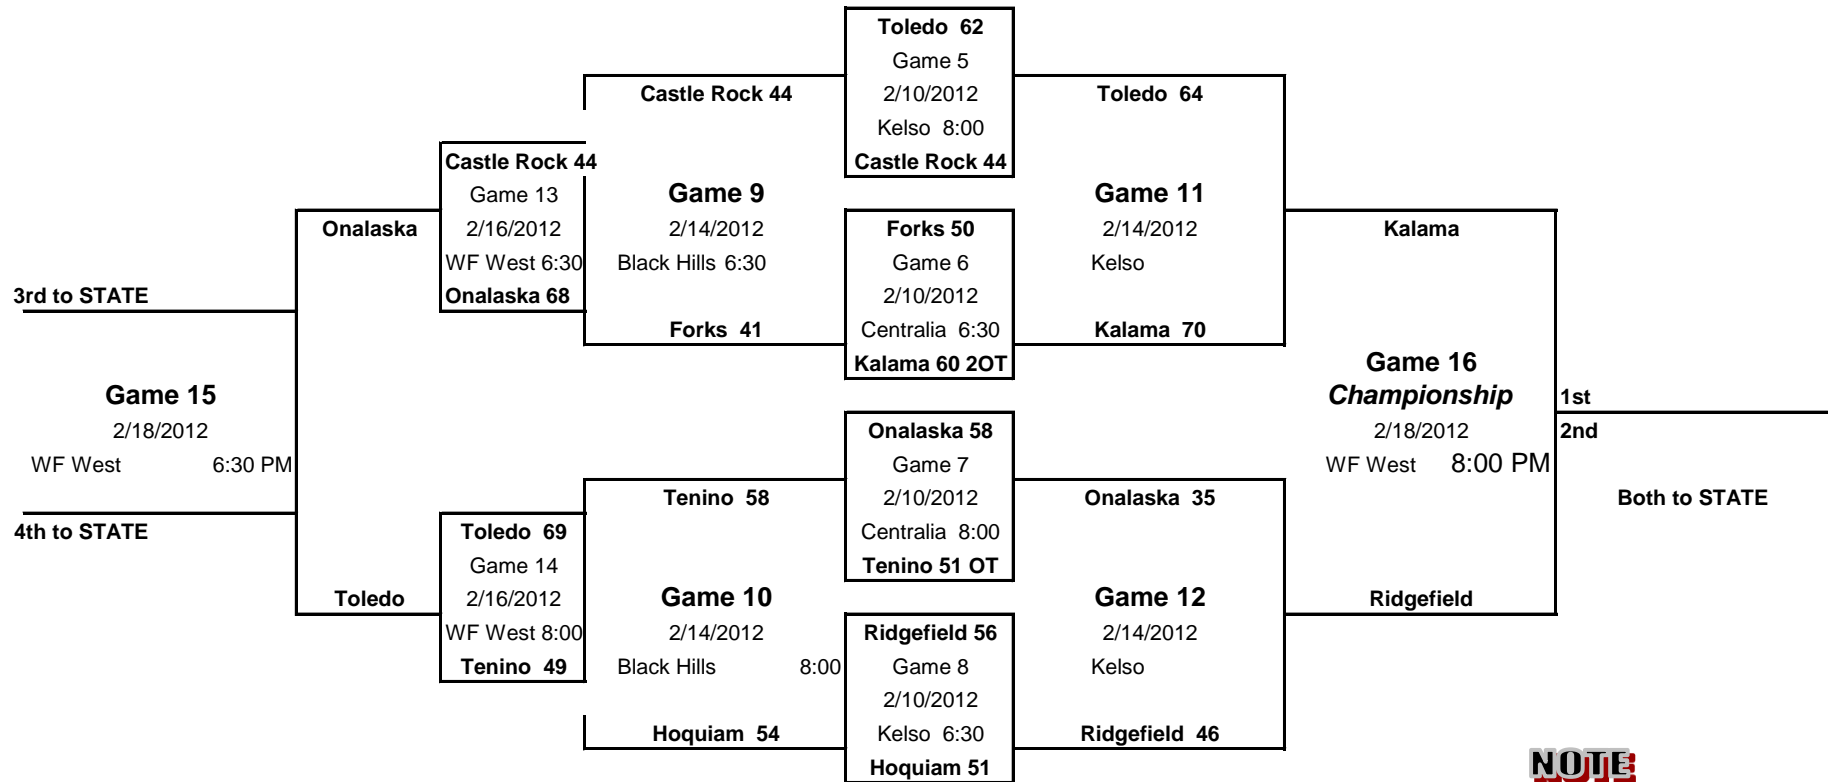 Toledo 62
Game 5
Castle Rock 44 2/10/2012 Toledo 64
Kelso 8:00
Castle Rock 44 Castle Rock 44
Game 13 Game 9 Game 11
Onalaska 2/16/2012 2/14/2012 Forks 50 2/14/2012 Kalama
WF West 6:30 Black Hills 6:30 Game 6 Kelso
3rd to STATE Onalaska 68 2/10/2012
Forks 41 Centralia 6:30 Kalama 70
Kalama 60 2OT Game 16
Game 15 Championship 1st
2/18/2012 Onalaska 58 2/18/2012 2nd
WF West 6:30 PM Game 7 WF West 8:00 PM
Tenino 58 2/10/2012 Onalaska 35 Both to STATE
4th to STATE Toledo 69 Centralia 8:00
Game 14 Tenino 51 OT
Toledo 2/16/2012 Game 10 Game 12 Ridgefield
WF West 8:00 2/14/2012 Ridgefield 56 2/14/2012
Tenino 49 Black Hills 8:00 Game 8 Kelso
2/10/2012
Hoquiam 54 Kelso 6:30 Ridgefield 46
Hoquiam 51 NOTE